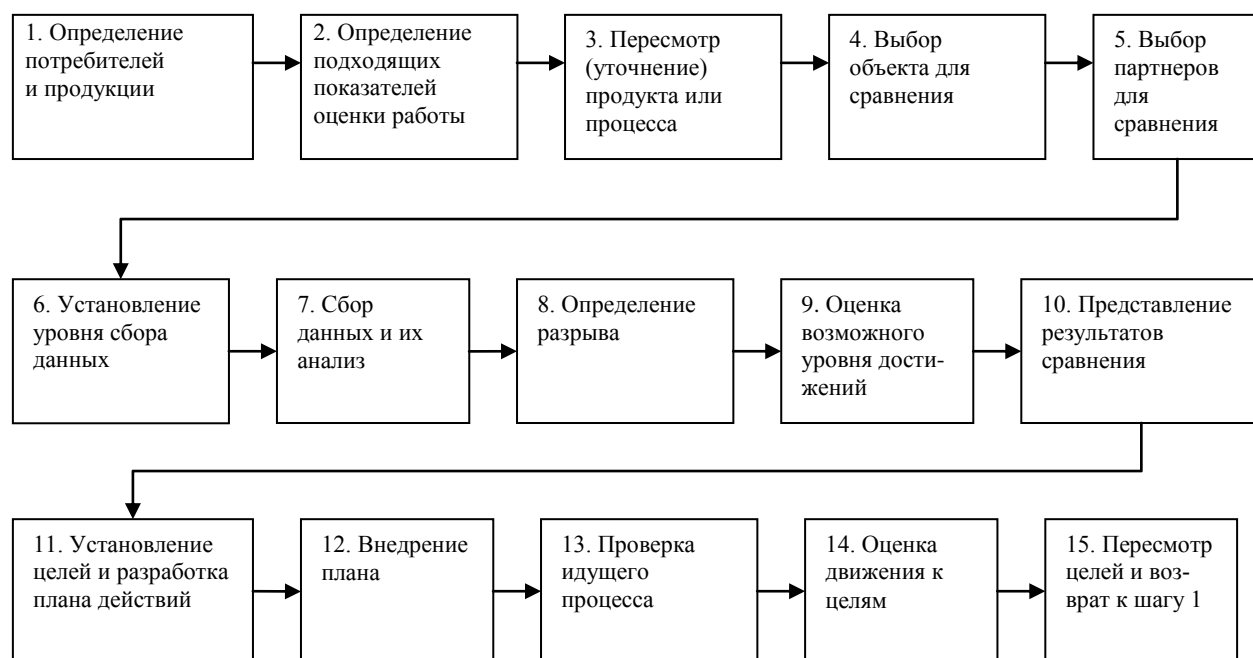 1. Определение
потребителей
и продукции
2. Определение
подходящих
показателей
оценки работы
3. Пересмотр
(уточнение)
продукта или
процесса
4. Выбор
объекта для
сравнения
5. Выбор
партнеров
для
сравнения
6. Установление
уровня сбора
данных
7. Сбор
данных и их
анализ
8. Определение
разрыва
9. Оценка
возможного
уровня дости-
жений
10. Представление
результатов
сравнения
11. Установление
целей и разработка
плана действий
12. Внедрение
плана
13. Проверка
идущего
процесса
14. Оценка
движения к
целям
15. Пересмотр
целей и воз-
врат к шагу 1